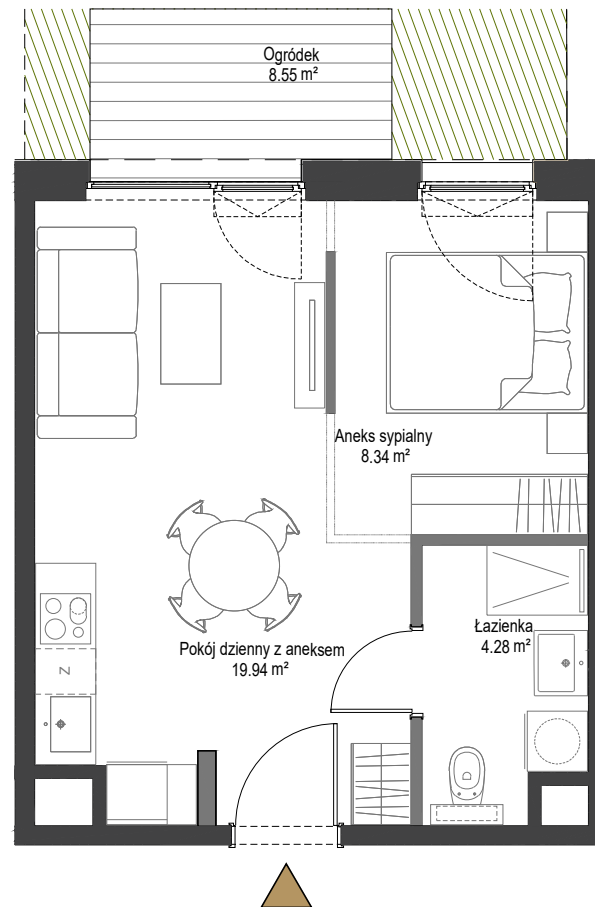 Ogródek
8.55 m²
Aneks sypialny
8.34 m²
Łazienka
4.28 m²
Pokój dzienny z aneksem
19.94 m²
Z